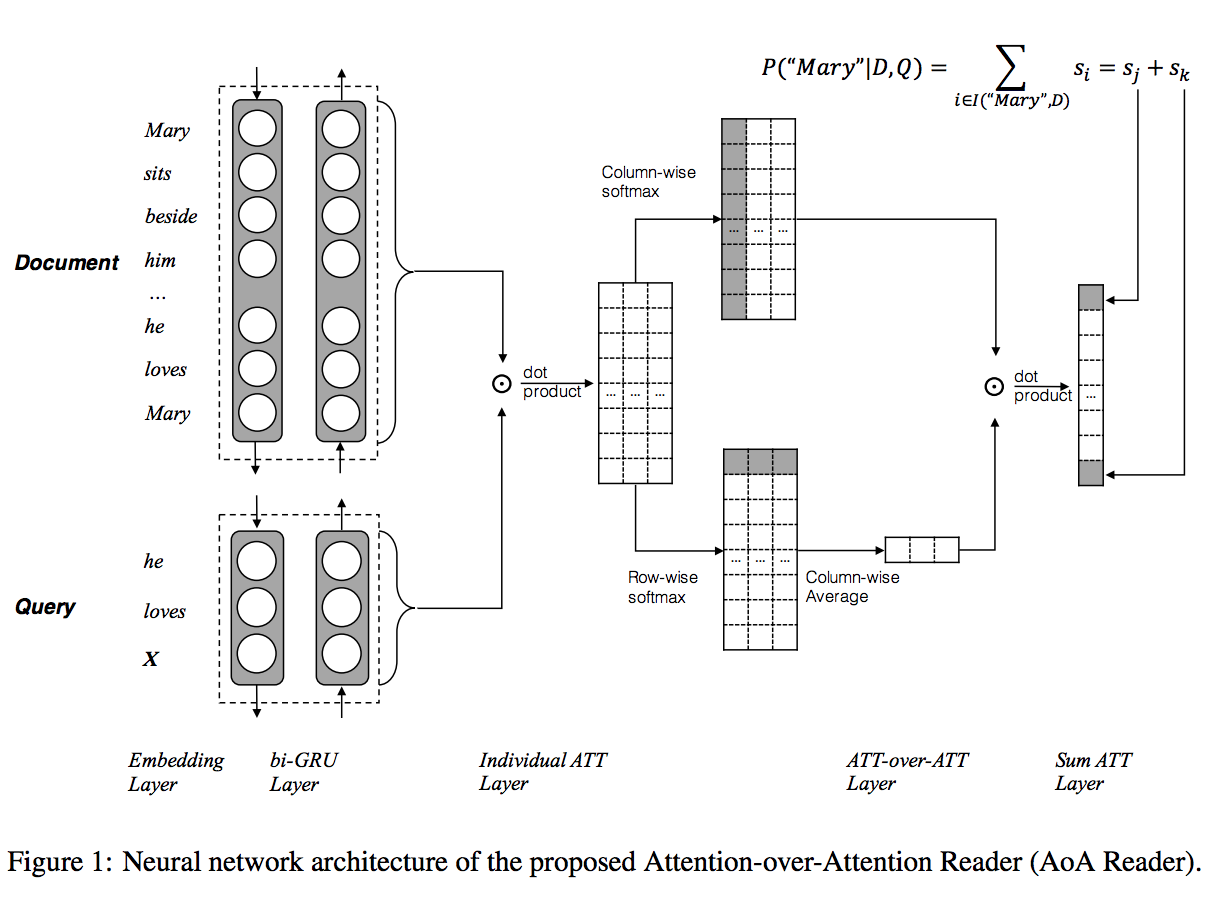 P(“Mary”|D,Q) = ∑ s_i = s_j + s_k
i∈I(“Mary”,D)
Document
Mary
sits
beside
him
...
he
loves
Mary
Query
he
loves
X
dot
product
Column-wise
softmax
... ... ...
... ... ...
Row-wise
softmax
... ... ...
Column-wise
Average
dot
product
...
Embedding
Layer
bi-GRU
Layer
Individual ATT
Layer
ATT-over-ATT
Layer
Sum ATT
Layer
Figure 1: Neural network architecture of the proposed Attention-over-Attention Reader (AoA Reader).